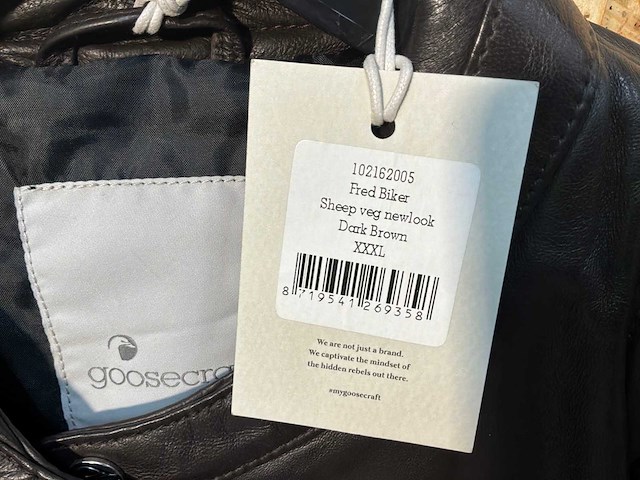 102162005
Fred Biker
Sheep veg newlook
Dark Brown
XXXL
8 719541 269358
We are not just a brand.
We captivate the mindset of
the hidden rebels out there.
#mygoosecraft
goosecra